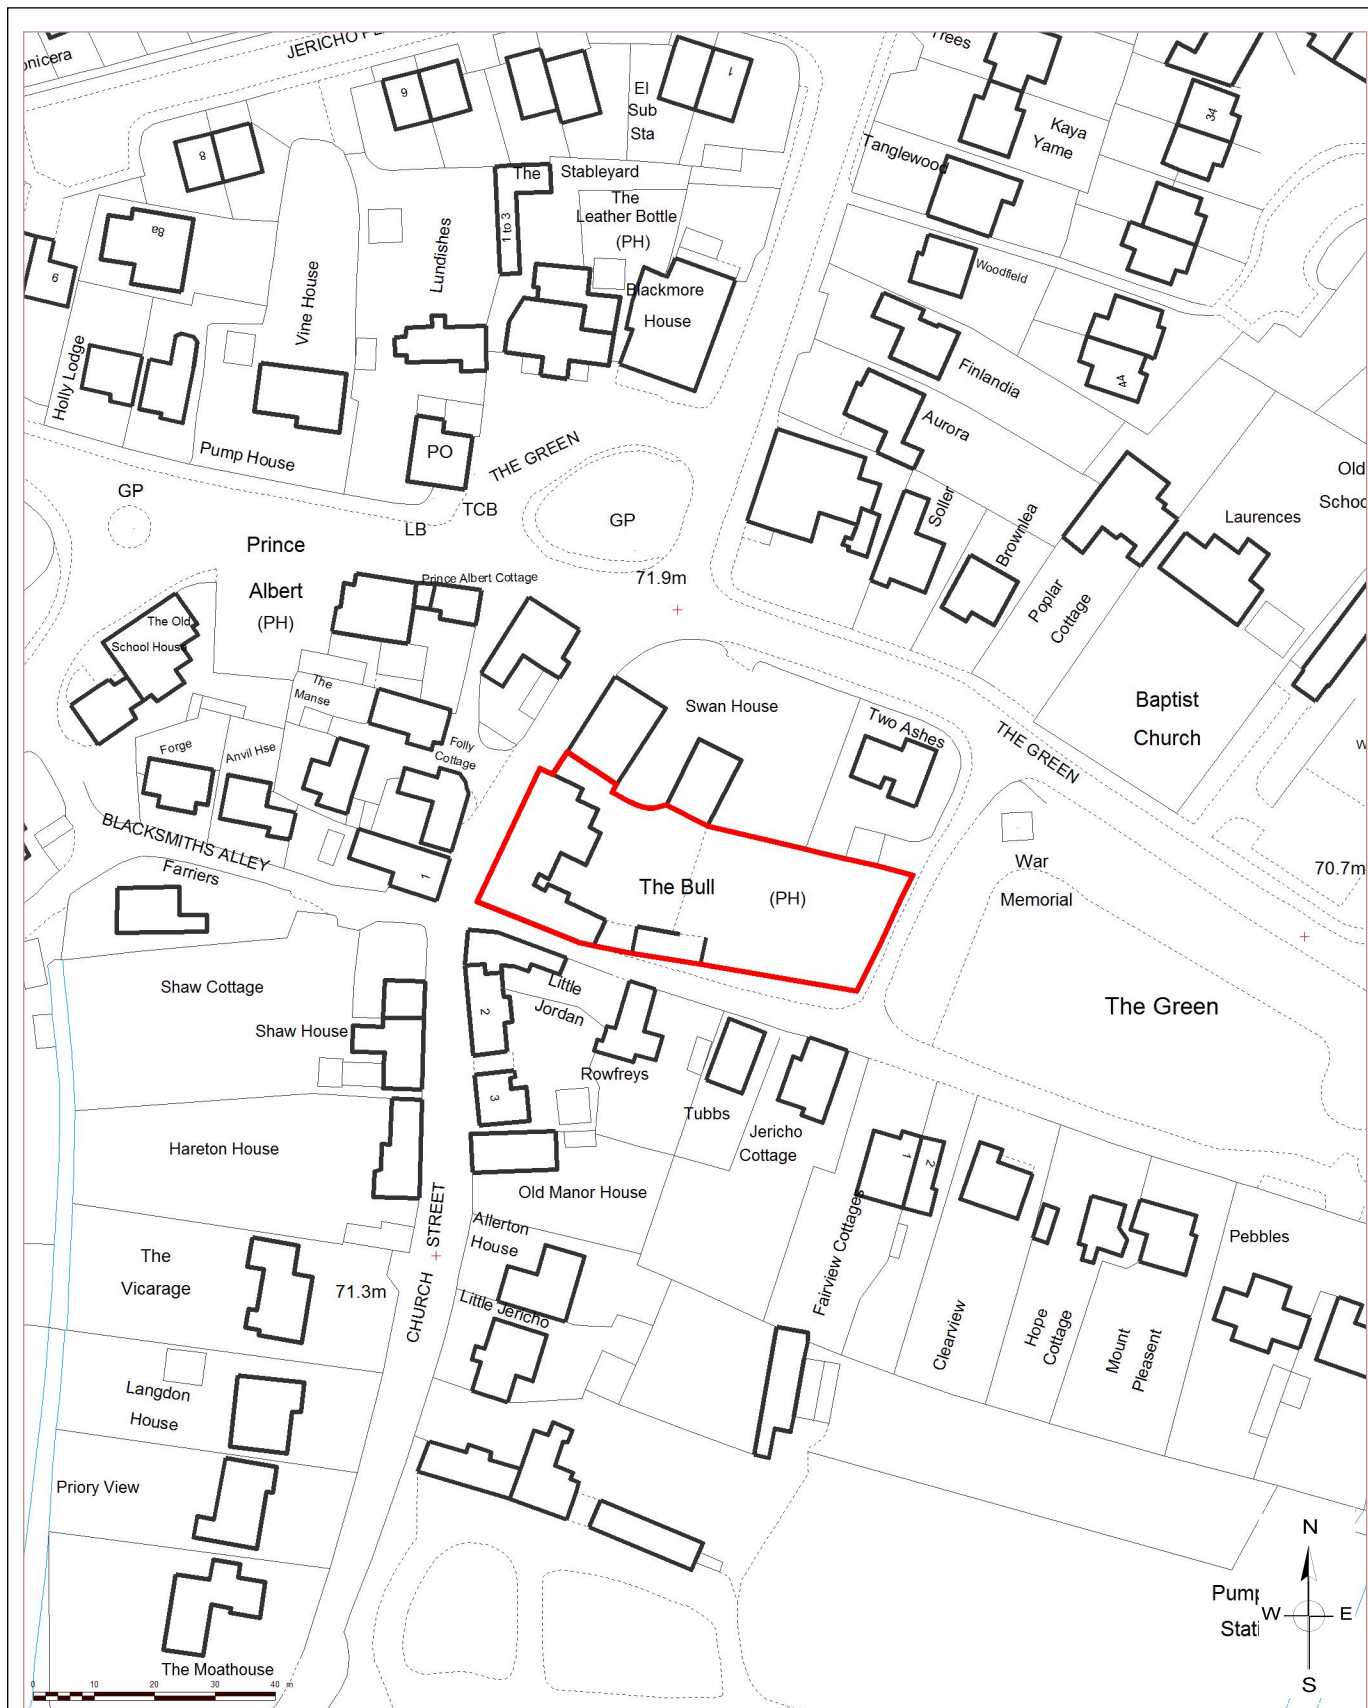 JERICHO
6
El
Sub
Sta
1
Trees
Kaya
Yame
34
Tanglewood
8
The Stableyard
The
Leather Bottle
(PH)
1 to 3
Lundishes
8a
9
Vine House
Woodfield
Blackmore
House
Holly Lodge
Finlandia
44
Aurora
Pump House
PO
THE GREEN
GP
TCB
LB
GP
Soller
Brownlea
Laurences
Old
Prince
Albert
(PH)
Prince Albert Cottage
71.9m
Poplar
Cottage
The Old
School House
The
Manse
Swan House
Two Ashes
Baptist
Church
THE GREEN
Forge
Anvil Hse
Folly
Cottage
BLACKSMITHS ALLEY
Farriers
1
The Bull (PH)
War
Memorial
70.7m
Shaw Cottage
Little
Jordan
2
The Green
Shaw House
Rowfreys
3
Tubbs
Jericho
Cottage
Hareton House
1
2
Old Manor House
Allerton
House
CHURCH STREET
Fairview Cottages
Pebbles
The
Vicarage
71.3m
Little Jericho
Clearview
Hope
Cottage
Mount
Pleasent
Langdon
House
Priory View
The Moathouse
0 10 20 30 40 m
N
W E
S